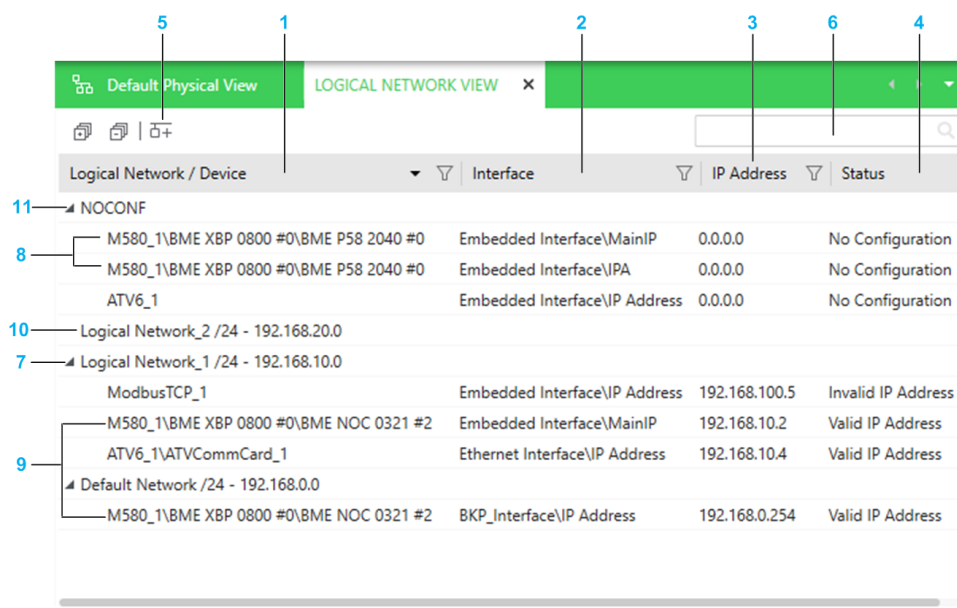 5 1 2 3 6 4
Default Physical View LOGICAL NETWORK VIEW
Logical Network / Device Interface IP Address Status
11 NOCONF
M580_1\BME XBP 0800 #0\BME P58 2040 #0 Embedded Interface\MainIP 0.0.0.0 No Configuration
8
M580_1\BME XBP 0800 #0\BME P58 2040 #0 Embedded Interface\IPA 0.0.0.0 No Configuration
ATV6_1 Embedded Interface\IP Address 0.0.0.0 No Configuration
10 Logical Network_2 /24 - 192.168.20.0
7 Logical Network_1 /24 - 192.168.10.0
ModbusTCP_1 Embedded Interface\IP Address 192.168.100.5 Invalid IP Address
M580_1\BME XBP 0800 #0\BME NOC 0321 #2 Embedded Interface\MainIP 192.168.10.2 Valid IP Address
ATV6_1\ATVCommCard_1 Ethernet Interface\IP Address 192.168.10.4 Valid IP Address
9
Default Network /24 - 192.168.0.0
M580_1\BME XBP 0800 #0\BME NOC 0321 #2 BKP_Interface\IP Address 192.168.0.254 Valid IP Address